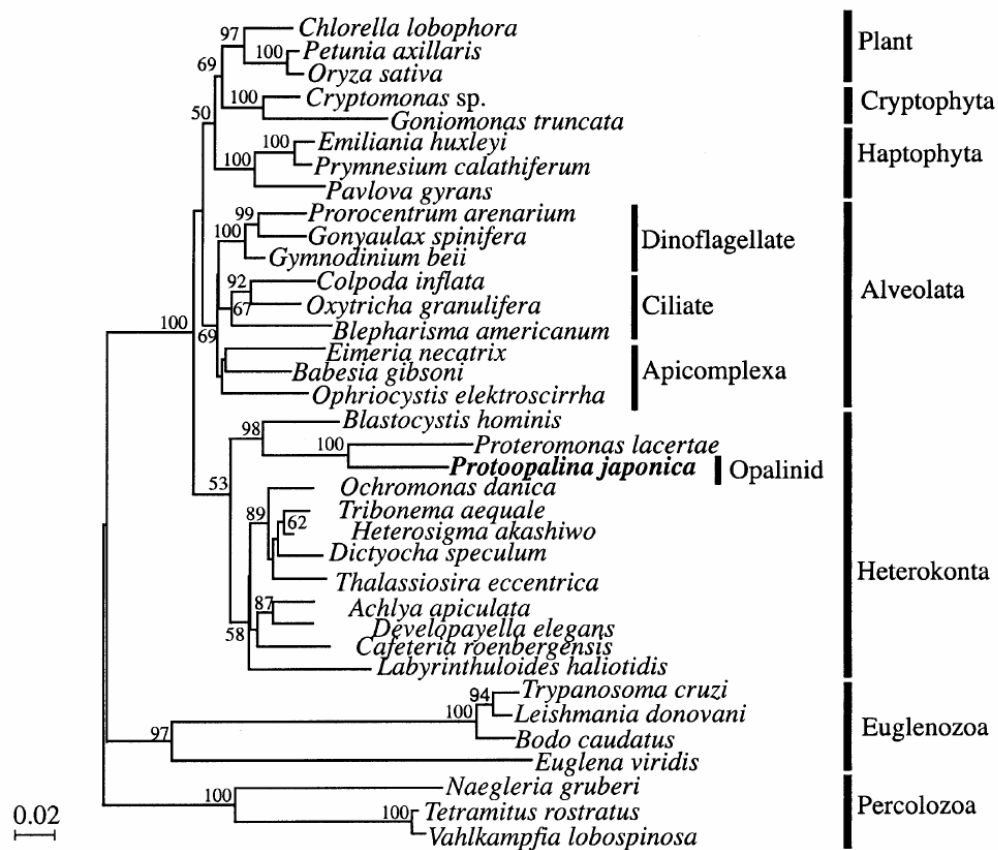 97
Chlorella lobophora
100
Petunia axillaris
69
Oryza sativa
Plant
100
Cryptomonas sp.
50
Goniomonas truncata
Cryptophyta
100
Emiliania huxleyi
100
Prymnesium calathiferum
Pavlova gyrans
Haptophyta
99
Prorocentrum arenarium
100
Gonyaulax spinifera
Gymnodinium beii
Dinoflagellate
92
Colpoda inflata
67
Oxytricha granulifera
Blepharisma americanum
Ciliate
Alveolata
100
69
Eimeria necatrix
Babesia gibsoni
Ophriocystis elektroscirrha
Apicomplexa
98
Blastocystis hominis
100
Proteromonas lacertae
Protoopalina japonica
Opalinid
53
Ochromonas danica
89
Tribonema aequale
62
Heterosigma akashiwo
Dictyocha speculum
Thalassiosira eccentrica
Heterokonta
87
Achlya apiculata
58
Developayella elegans
Cafeteria roenbergensis
Labyrinthuloides haliotidis
94
Trypanosoma cruzi
100
Leishmania donovani
97
Bodo caudatus
Euglena viridis
Euglenozoa
100
Naegleria gruberi
100
Tetramitus rostratus
Vahlkampfia lobospinosa
Percolozoa
0.02